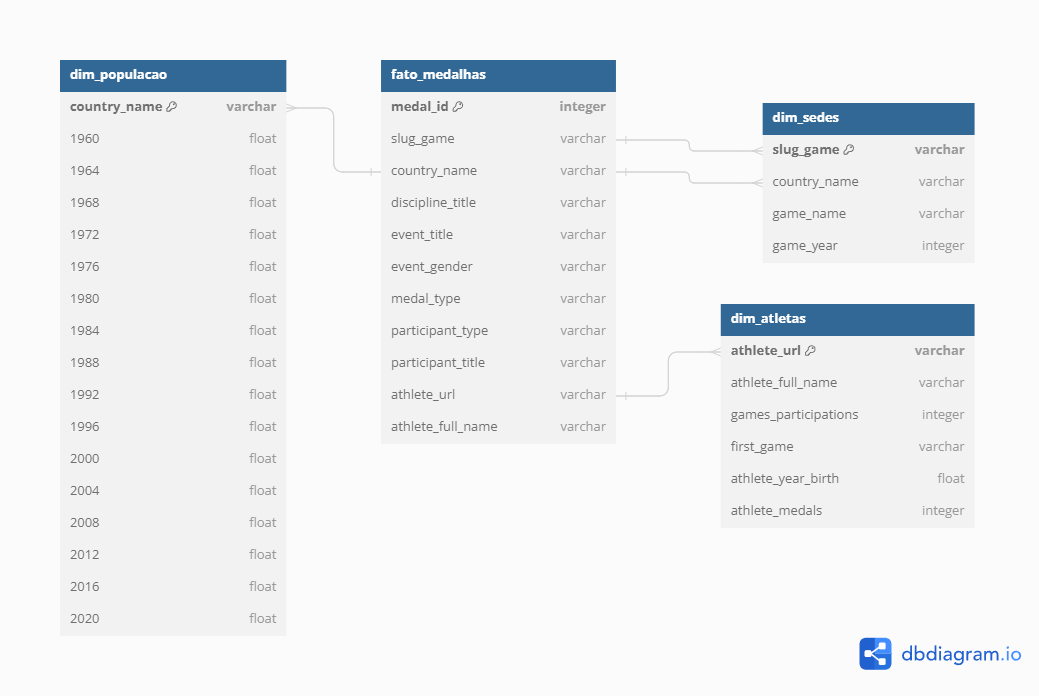 dim_populacao
country_name varchar
1960 float
1964 float
1968 float
1972 float
1976 float
1980 float
1984 float
1988 float
1992 float
1996 float
2000 float
2004 float
2008 float
2012 float
2016 float
2020 float
fato_medalhas
medal_id integer
slug_game varchar
country_name varchar
discipline_title varchar
event_title varchar
event_gender varchar
medal_type varchar
participant_type varchar
participant_title varchar
athlete_url varchar
athlete_full_name varchar
dim_sedes
slug_game varchar
country_name varchar
game_name varchar
game_year integer
dim_atletas
athlete_url varchar
athlete_full_name varchar
games_participations integer
first_game varchar
athlete_year_birth float
athlete_medals integer
dbdiagram.io